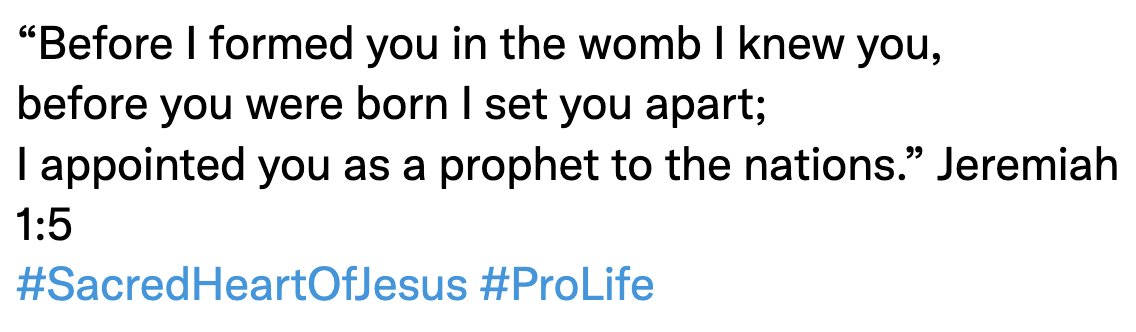 “Before I formed you in the womb I knew you,
before you were born I set you apart;
I appointed you as a prophet to the nations.” Jeremiah
1:5
#SacredHeartOfJesus #ProLife